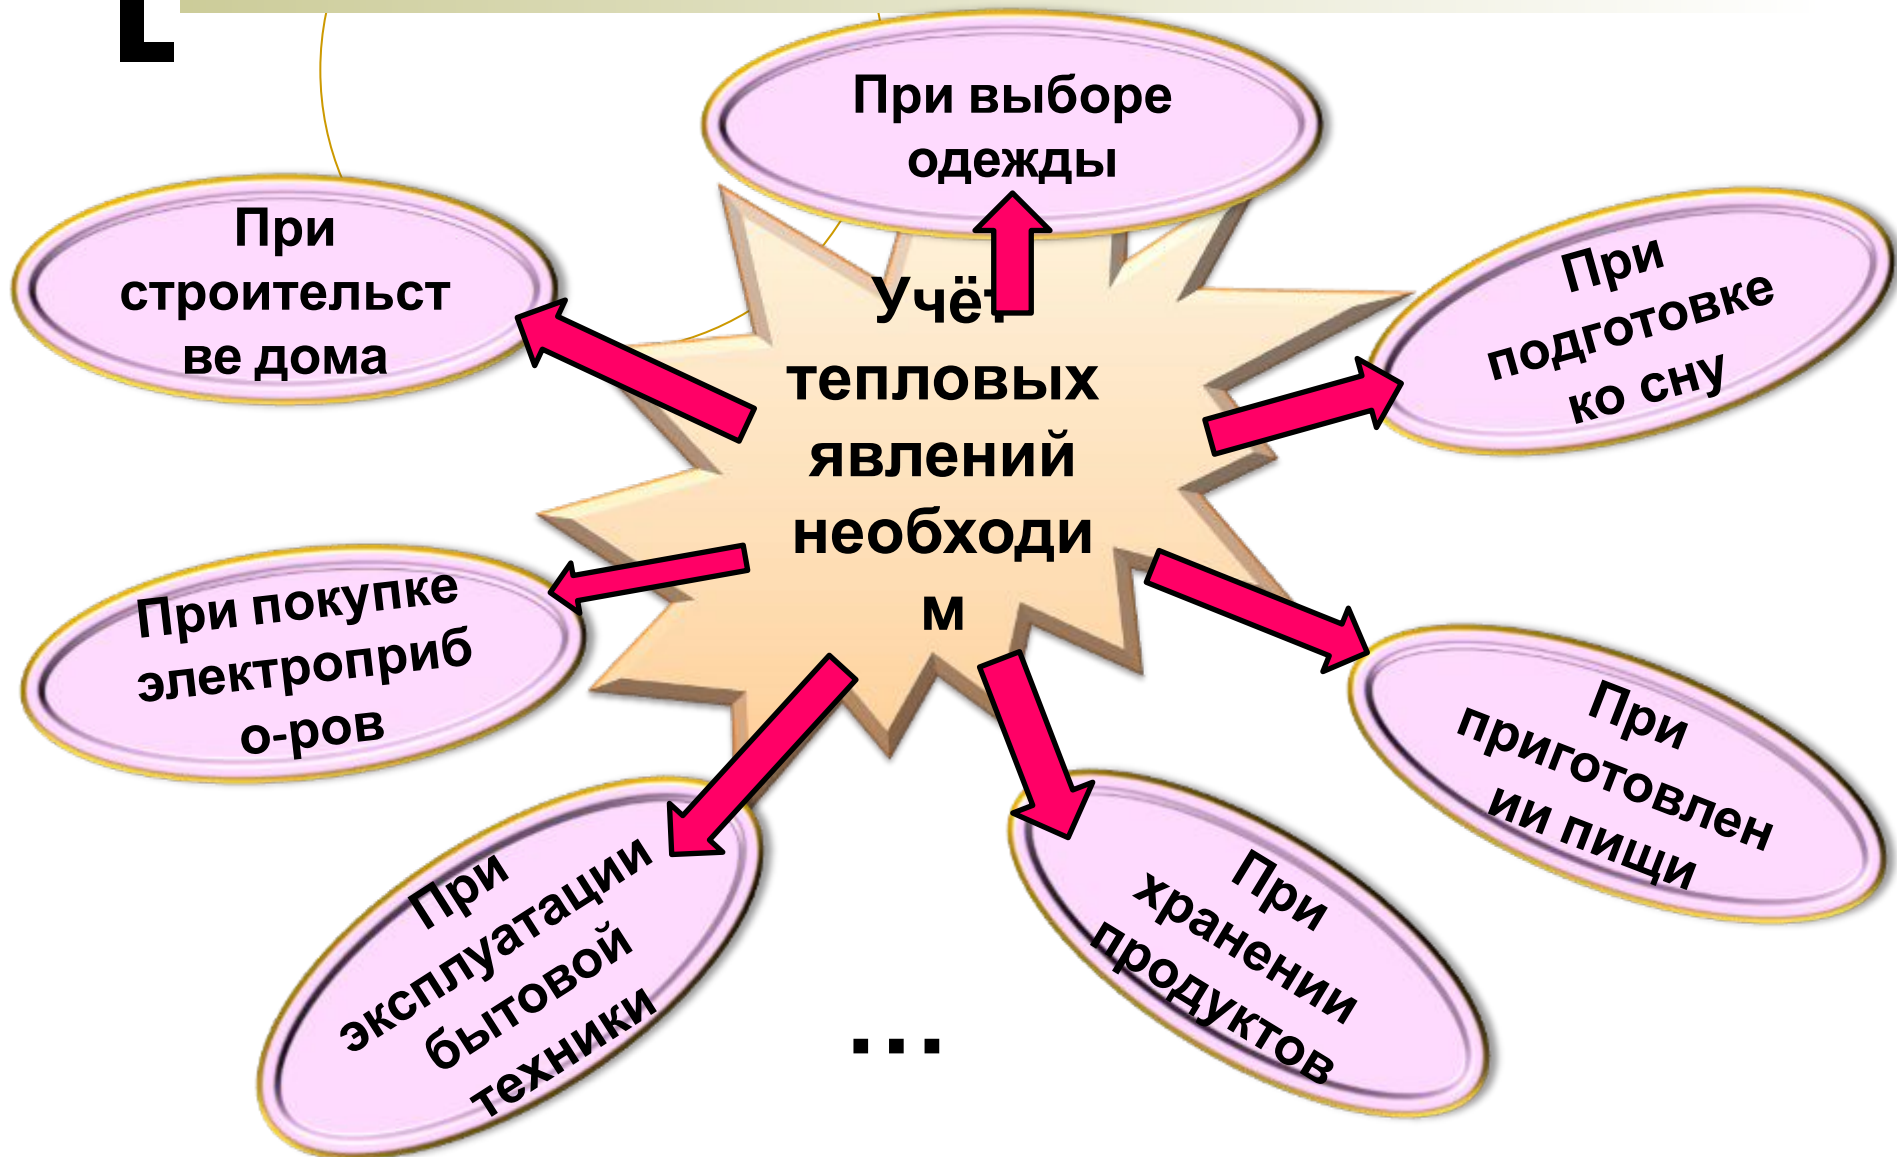 При выборе
одежды
При
строительст
ве дома
Учёт
тепловых
явлений
необходи
м
При
подготовке
ко сну
При покупке
электроприб
о-ров
При
приготовлен
ии пищи
При
эксплуатации
бытовой
техники
При
хранении
продуктов
...